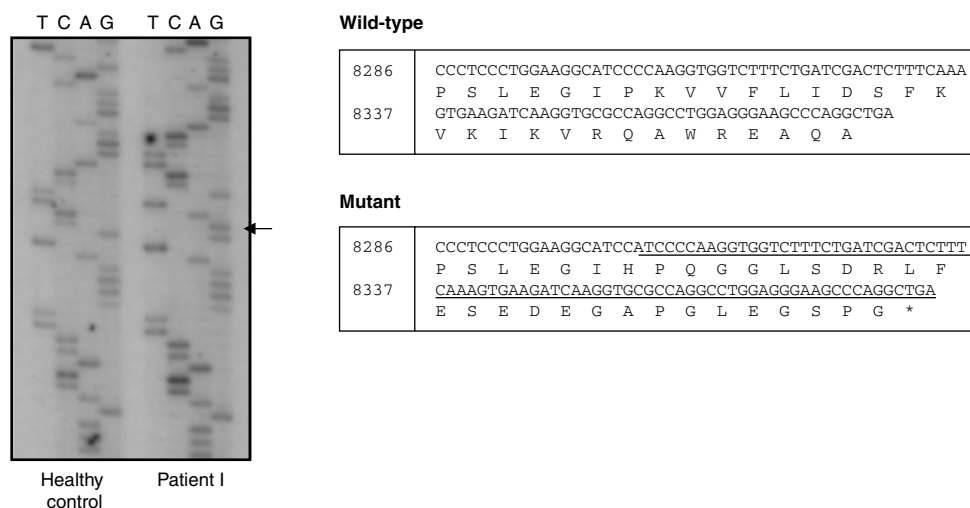 T C A G T C A G
Healthy control
Patient I
Wild-type
8286 CCCTCCCTGGAAGGCATCCCCAAGGTGGTCTTTCTGATCGACTCTTTCAAA
P S L E G I P K V V F L I D S F K
8337 GTGAAGATCAAGGTGCGCCAGGCCTGGAGGGAAGCCCAGGCTGA
V K I K V R Q A W R E A Q A
Mutant
8286 CCCTCCCTGGAAGGCATCCATCCCCAAGGTGGTCTTTCTGATCGACTCTTT
P S L E G I H P Q G G L S D R L F
8337 CAAAGTGAAGATCAAGGTGCGCCAGGCCTGGAGGGAAGCCCAGGCTGA
E S E D E G A P G L E G S P G *